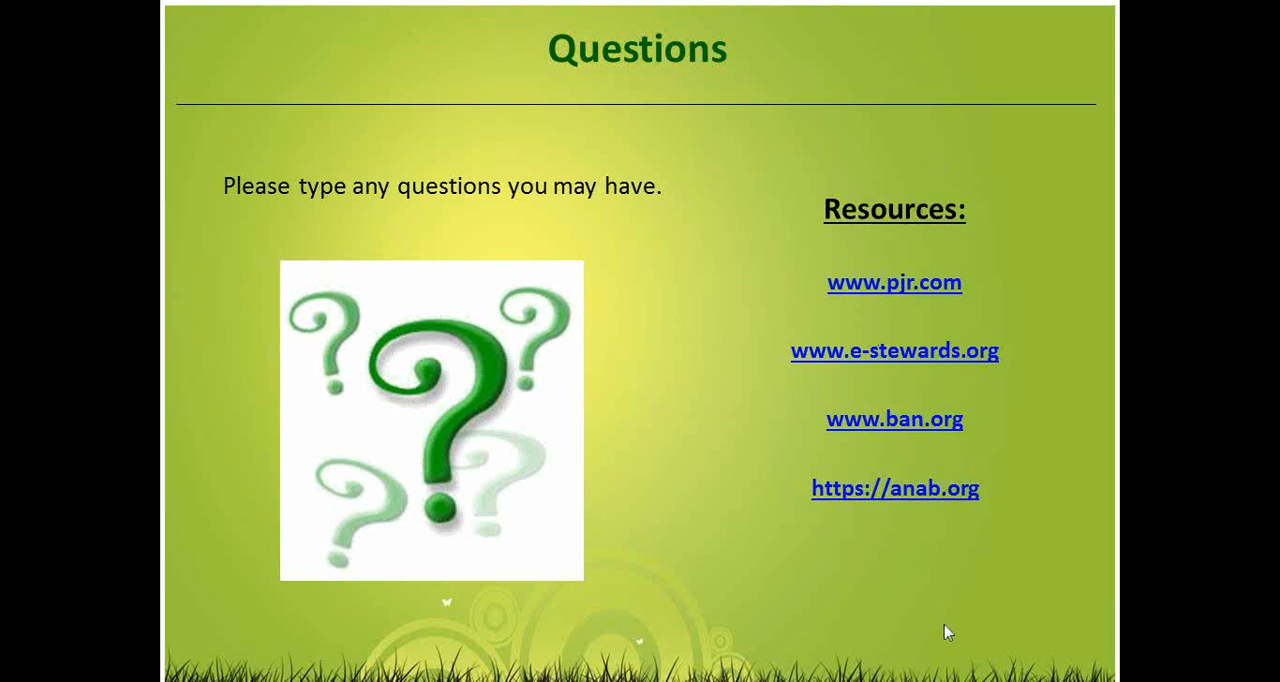 Questions
Please type any questions you may have.
Resources:
www.pjr.com
www.e-stewards.org
www.ban.org
https://anab.org